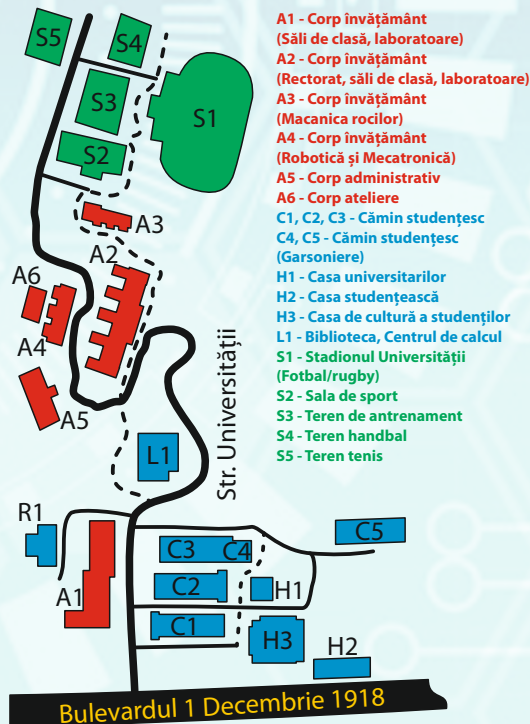 A1 - Corp învățământ
(Săli de clasă, laboratoare)
A2 - Corp învățământ
(Rectorat, săli de clasă, laboratoare)
A3 - Corp învățământ
(Macanica rocilor)
A4 - Corp învățământ
(Robotică și Mecatronică)
A5 - Corp administrativ
A6 - Corp ateliere
C1, C2, C3 - Cămin studențesc
C4, C5 - Cămin studențesc
(Garsoniere)
H1 - Casa universitarilor
H2 - Casa studențească
H3 - Casa de cultură a studenților
L1 - Biblioteca, Centrul de calcul
S1 - Stadionul Universității
(Fotbal/rugby)
S2 - Sala de sport
S3 - Teren de antrenament
S4 - Teren handbal
S5 - Teren tenis
S5
S4
S3
S1
S2
A3
A2
A6
A4
A5
Str. Universității
L1
R1
A1
C3
C4
C5
C2
H1
C1
H3
H2
Bulevardul 1 Decembrie 1918